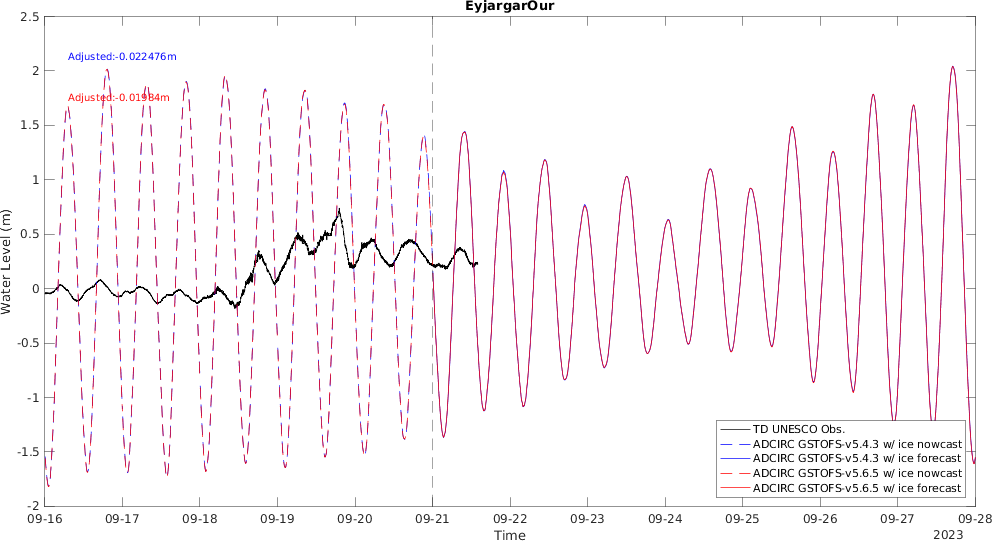 EyjargarOur
2.5
2
1.5
1
0.5
0
-0.5
-1
-1.5
-2
Water Level (m)
Adjusted:-0.022476m
Adjusted:-0.01984m
TD UNESCO Obs.
ADCIRC GSTOFS-v5.4.3 w/ ice nowcast
ADCIRC GSTOFS-v5.4.3 w/ ice forecast
ADCIRC GSTOFS-v5.6.5 w/ ice nowcast
ADCIRC GSTOFS-v5.6.5 w/ ice forecast
09-16 09-17 09-18 09-19 09-20 09-21 09-22 09-23 09-24 09-25 09-26 09-27 09-28
Time
2023